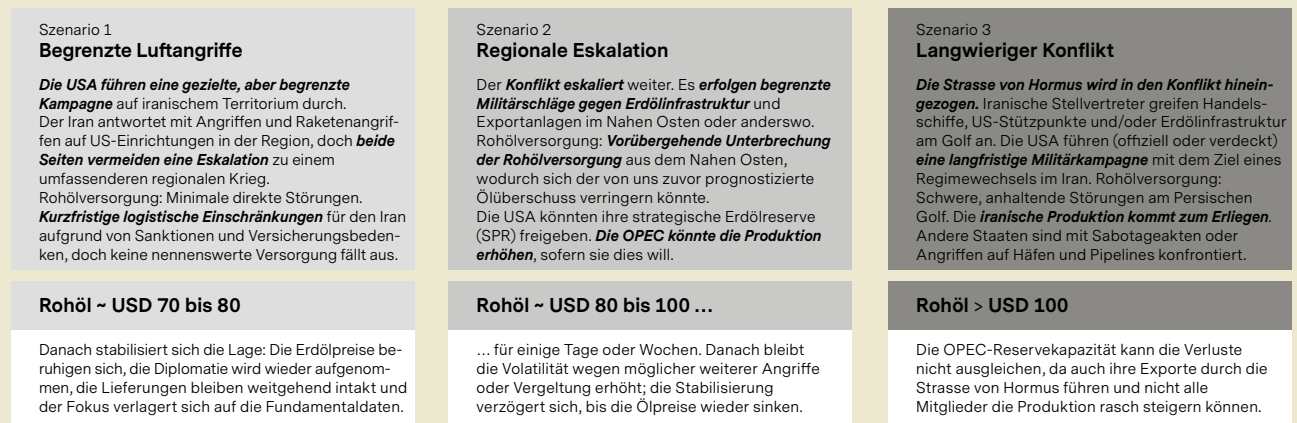 Szenario 1
Begrenzte Luftangriffe
Die USA führen eine gezielte, aber begrenzte
Kampagne auf iranischem Territorium durch.
Der Iran antwortet mit Angriffen und Raketenangrif-
fen auf US-Einrichtungen in der Region, doch beide
Seiten vermeiden eine Eskalation zu einem
umfassenderen regionalen Krieg.
Rohölversorgung: Minimale direkte Störungen.
Kurzfristige logistische Einschränkungen für den Iran
aufgrund von Sanktionen und Versicherungsbeden-
ken, doch keine nennenswerte Versorgung fällt aus.
Rohöl ~ USD 70 bis 80
Danach stabilisiert sich die Lage: Die Erdölpreise be-
ruhigen sich, die Diplomatie wird wieder aufgenom-
men, die Lieferungen bleiben weitgehend intakt und
der Fokus verlagert sich auf die Fundamentaldaten.
Szenario 2
Regionale Eskalation
Der Konflikt eskaliert weiter. Es erfolgen begrenzte
Militärschläge gegen Erdölinfrastruktur und
Exportanlagen im Nahen Osten oder anderswo.
Rohölversorgung: Vorübergehende Unterbrechung
der Rohölversorgung aus dem Nahen Osten,
wodurch sich der von uns zuvor prognostizierte
Ölüberschuss verringern könnte.
Die USA könnten ihre strategische Erdölreserve
(SPR) freigeben. Die OPEC könnte die Produktion
erhöhen, sofern sie dies will.
Rohöl ~ USD 80 bis 100 ...
... für einige Tage oder Wochen. Danach bleibt
die Volatilität wegen möglicher weiterer Angriffe
oder Vergeltung erhöht; die Stabilisierung
verzögert sich, bis die Ölpreise wieder sinken.
Szenario 3
Langwieriger Konflikt
Die Strasse von Hormus wird in den Konflikt hinein-
gezogen. Iranische Stellvertreter greifen Handels-
schiffe, US-Stützpunkte und/oder Erdölinfrastruktur
am Golf an. Die USA führen (offiziell oder verdeckt)
eine langfristige Militärkampagne mit dem Ziel eines
Regimewechsels im Iran. Rohölversorgung:
Schwere, anhaltende Störungen am Persischen
Golf. Die iranische Produktion kommt zum Erliegen.
Andere Staaten sind mit Sabotageakten oder
Angriffen auf Häfen und Pipelines konfrontiert.
Rohöl > USD 100
Die OPEC-Reservekapazität kann die Verluste
nicht ausgleichen, da auch ihre Exporte durch die
Strasse von Hormus führen und nicht alle
Mitglieder die Produktion rasch steigern können.